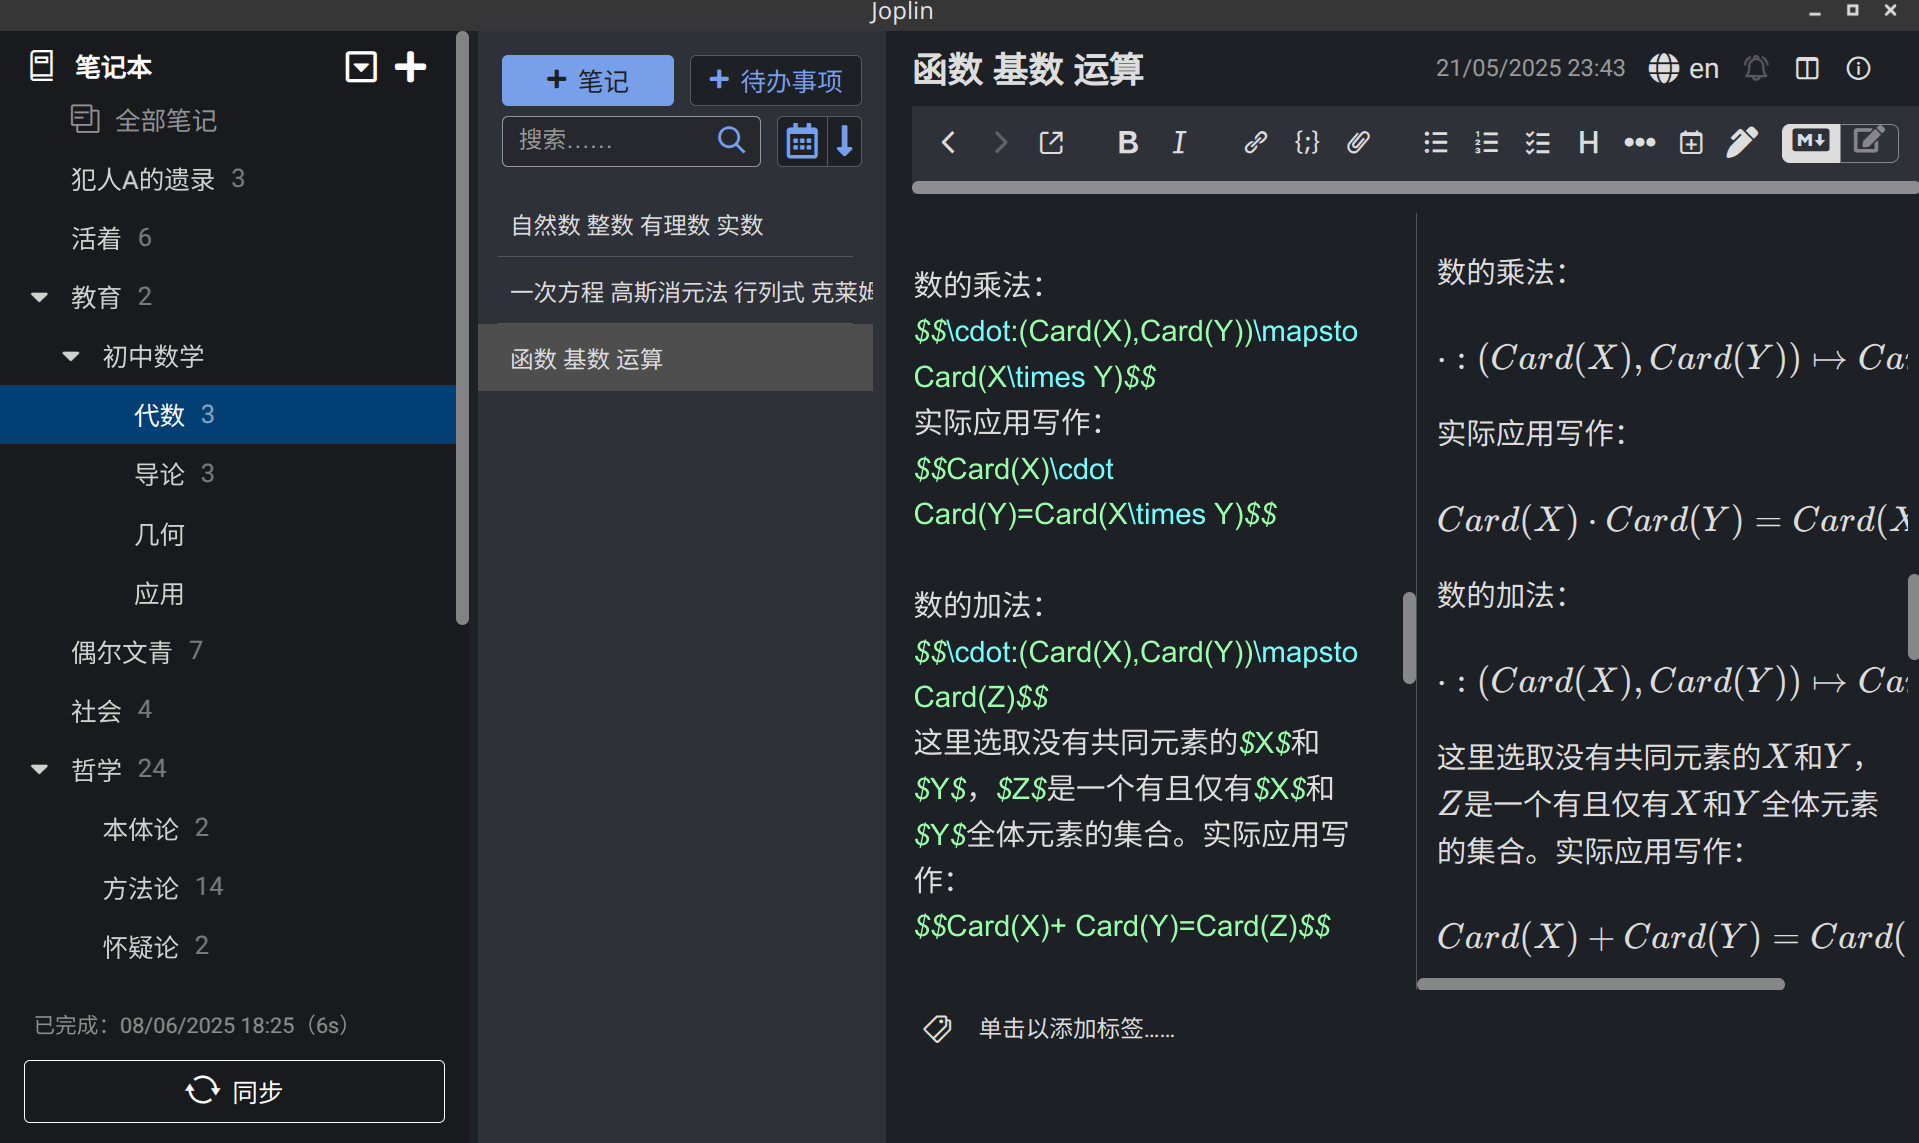 Joplin
笔记本
全部笔记
犯人A的遗录 3
活着 6
教育 2
初中数学
代数 3
导论 3
几何
应用
偶尔文青 7
社会 4
哲学 24
本体论 2
方法论 14
怀疑论 2
已完成：08/06/2025 18:25（6s）
同步
+ 笔记
+ 待办事项
搜索……
自然数 整数 有理数 实数
一次方程 高斯消元法 行列式 克莱姆
函数 基数 运算
函数 基数 运算
21/05/2025 23:43
en
B I {;} H M↓
数的乘法：
$$\cdot:(Card(X),Card(Y))\mapsto
Card(X\times Y)$$
实际应用写作：
$$Card(X)\cdot
Card(Y)=Card(X\times Y)$$
数的加法：
$$\cdot:(Card(X),Card(Y))\mapsto
Card(Z)$$
这里选取没有共同元素的$X$和
$Y$，$Z$是一个有且仅有$X$和
$Y$全体元素的集合。实际应用写
作：
$$Card(X)+ Card(Y)=Card(Z)$$
数的乘法：
· : (Card(X), Card(Y)) ↦ Car
实际应用写作：
Card(X) · Card(Y) = Card(X
数的加法：
· : (Card(X), Card(Y)) ↦ Car
这里选取没有共同元素的X和Y，
Z是一个有且仅有X和Y全体元素
的集合。实际应用写作：
Card(X) + Card(Y) = Card(
单击以添加标签……